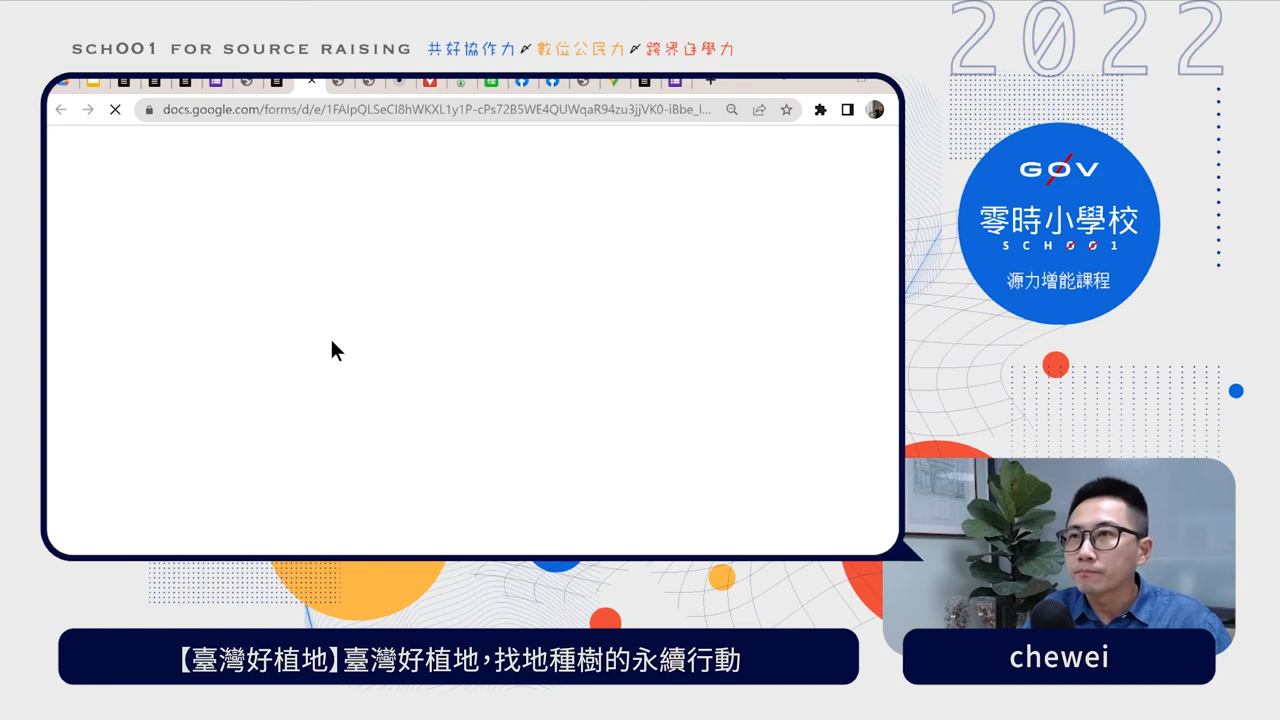 SCHOO1 FOR SOURCE RAISING 共好協作力 數位公民力 跨界自學力
2022
docs.google.com/forms/d/e/1FAIpQLSeCI8hWKXL1y1P-cPs72B5WE4QUWqaR94zu3jjVK0-iBbe_I...
G0V
零時小學校
SCH001
源力增能課程
【臺灣好植地】臺灣好植地,找地種樹的永續行動
chewei